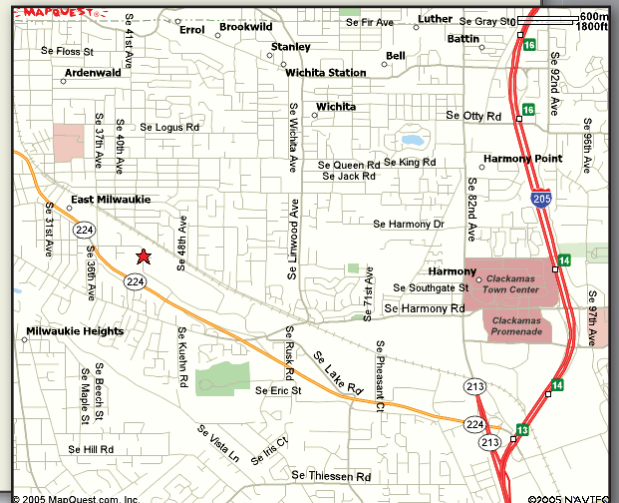 MAPQUEST
600m
1800ft
Se Fir Ave
Luther
Se Gray St
Errol
Brookwild
Se 41st Ave
Battin
16
Se Floss St
Stanley
Bell
Se 92nd Ave
Ardenwald
Wichita Station
Wichita
16
Se Otty Rd
Se 37th Ave
Se 40th Ave
Se Logus Rd
Se Wichita Ave
Se 96th Ave
Se Queen Rd
Se King Rd
Se Jack Rd
Harmony Point
East Milwaukie
Se 82nd Ave
205
Se 31st Ave
224
Se 48th Ave
Se Linwood Ave
Se Harmony Dr
Se 36th Ave
224
Se 71st Ave
Harmony
Se Southgate St
Clackamas
Town Center
14
Se Harmony Rd
Clackamas
Promenade
Se 97th Ave
Milwaukie Heights
Se Kuehn Rd
Se Rusk Rd
Se Lake Rd
Se Pheasant Ct
Se Beech St
Se Maple St
Se Eric St
213
14
224
13
213
Se Vista Ln
Se Iris Ct
Se Hill Rd
Se Thiessen Rd
© 2005 MapQuest.com, Inc.
©2005 NAVTEQ